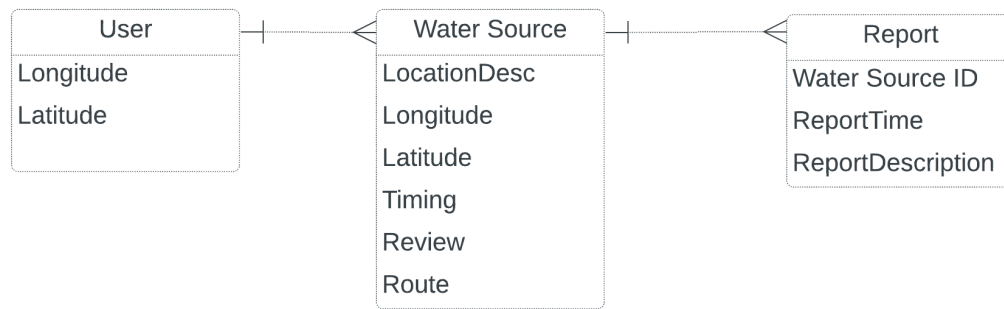 User
Longitude
Latitude
Water Source
LocationDesc
Longitude
Latitude
Timing
Review
Route
Report
Water Source ID
ReportTime
ReportDescription